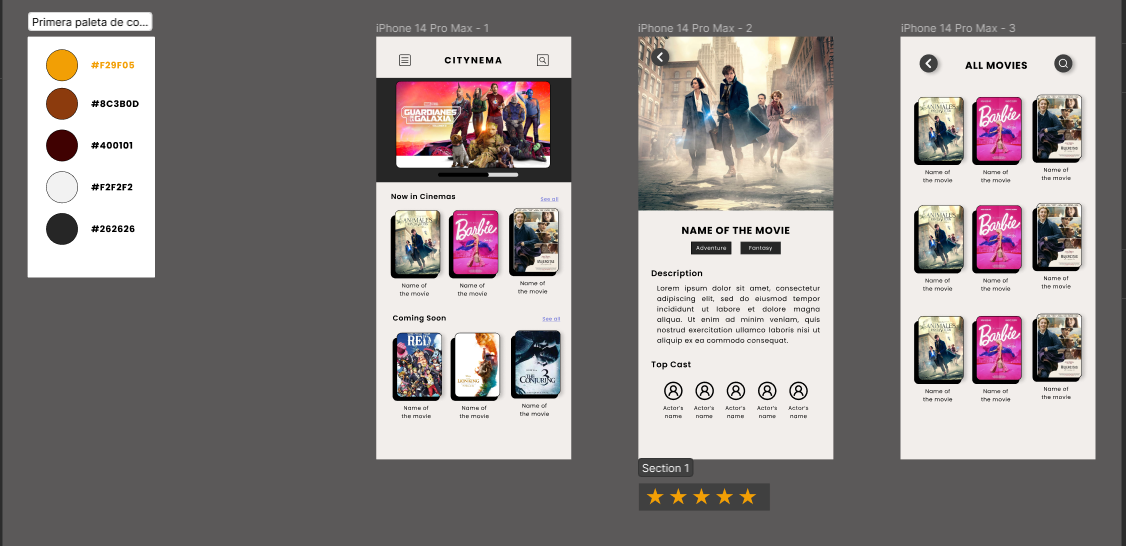 Primera paleta de co...
#F29F05
#8C3B0D
#400101
#F2F2F2
#262626
iPhone 14 Pro Max - 1
CITYNEMA
GUARDIANES
GALAXIA
Now in Cinemas
See all
ANIMALES
Barbie
Name of
the movie
Name of
the movie
Name of
the movie
Coming Soon
See all
RED
THE
CONJURING
3
Name of
the movie
Name of
the movie
Name of
the movie
iPhone 14 Pro Max - 2
NAME OF THE MOVIE
Adventure
Fantasy
Description
Lorem ipsum dolor sit amet, consectetur
adipiscing elit, sed do eiusmod tempor
incididunt ut labore et dolore magna
aliqua. Ut enim ad minim veniam, quis
nostrud exercitation ullamco laboris nisi ut
aliquip ex ea commodo consequat.
Top Cast
Actor's
name
Actor's
name
Actor's
name
Actor's
name
Actor's
name
Section 1
iPhone 14 Pro Max - 3
ALL MOVIES
ANIMALES
Barbie
Name of
the movie
Name of
the movie
Name of
the movie
ANIMALES
Barbie
Name of
the movie
Name of
the movie
Name of
the movie
ANIMALES
Barbie
Name of
the movie
Name of
the movie
Name of
the movie